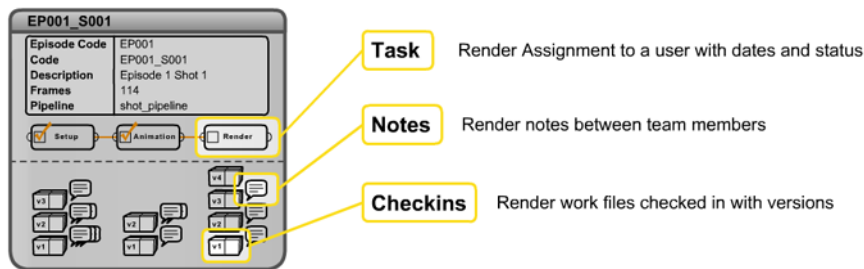 EP001_S001
Episode Code EP001
Code EP001_S001
Description Episode 1 Shot 1
Frames 114
Pipeline shot_pipeline
Setup Animation Render
v3
v2
v1
v2
v1
v4
v3
v2
v1
Task Render Assignment to a user with dates and status
Notes Render notes between team members
Checkins Render work files checked in with versions